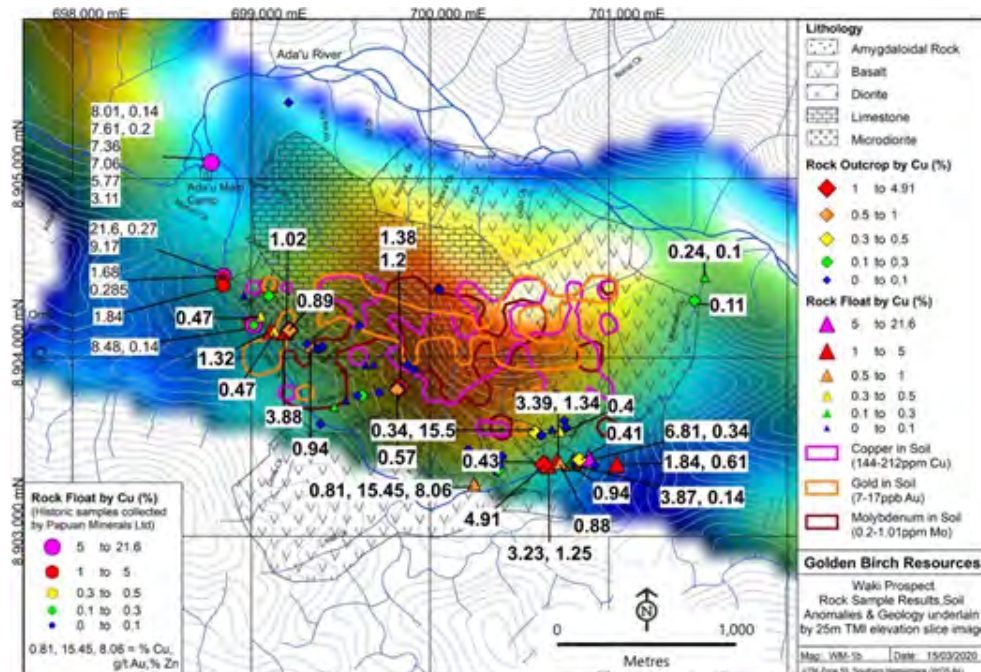 698.000 mE
699.000 mE
700.000 mE
701.000 mE
Ada'u River
8.905.000 mN
8.904.000 mN
8.903.000 mN
8.01, 0.14
7.61, 0.2
7.36
7.06
5.77
3.11
Ada'u Main
Camp
21.6, 0.27
9.17
1.68
0.285
1.84
0.47
8.48, 0.14
1.32
0.47
1.02
0.89
1.38
1.2
0.24, 0.1
0.11
3.88
0.94
0.34, 15.5
0.57
3.39, 1.34
0.4
0.41
6.81, 0.34
0.43
1.84, 0.61
0.94
3.87, 0.14
0.81, 15.45, 8.06
4.91
0.88
3.23, 1.25
N
0
1,000
Metres
Rock Float by Cu (%)
(Historic samples collected
by Papuan Minerals Ltd)
5 to 21.6
1 to 5
0.3 to 0.5
0.1 to 0.3
0 to 0.1
0.81, 15.45, 8.06 = % Cu,
g/t Au, % Zn
Lithology
Amygdaloidal Rock
Basalt
Diorite
Limestone
Microdiorite
Rock Outcrop by Cu (%)
1 to 4.91
0.5 to 1
0.3 to 0.5
0.1 to 0.3
0 to 0.1
Rock Float by Cu (%)
5 to 21.6
1 to 5
0.5 to 1
0.3 to 0.5
0.1 to 0.3
0 to 0.1
Copper in Soil
(144-212ppm Cu)
Gold in Soil
(7-17ppb Au)
Molybdenum in Soil
(0.2-1.01ppm Mo)
Golden Birch Resources
Waki Prospect
Rock Sample Results,Soil
Anomalies & Geology underlain
by 25m TMI elevation slice image
Map: WM-1b
Date: 15/03/2020